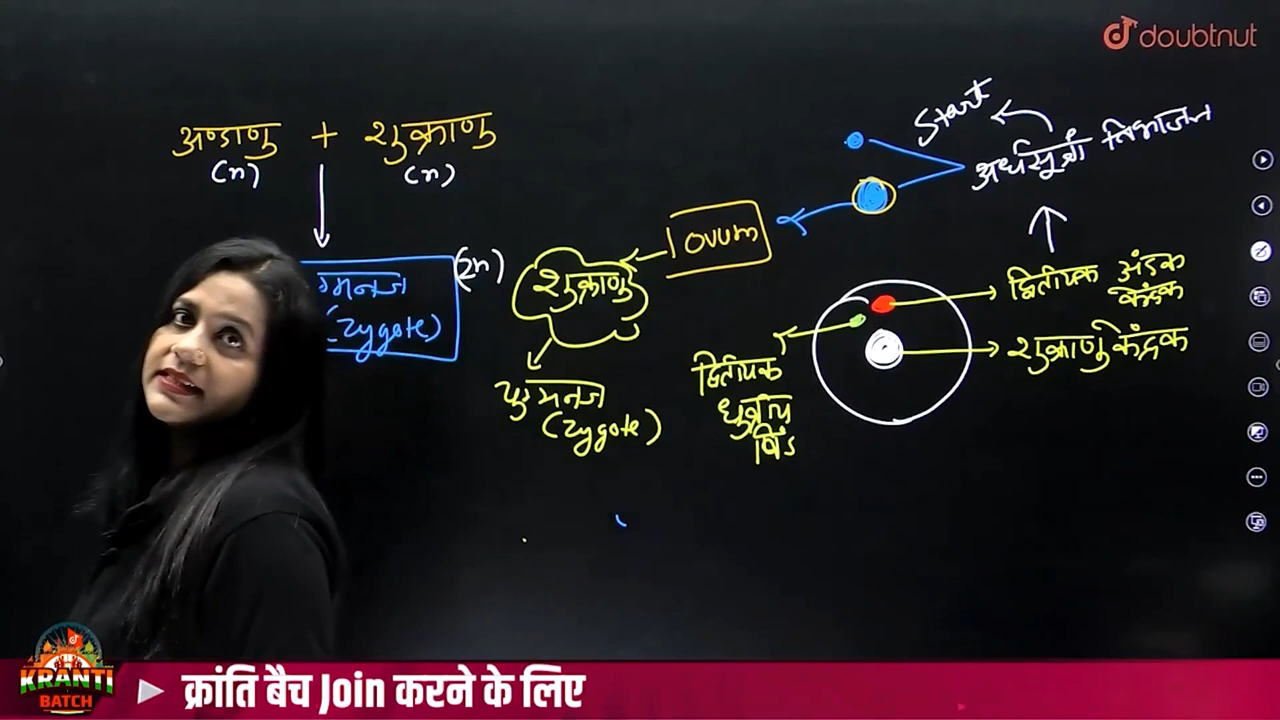 doubtnut
Start
अर्धसूत्री विभाजन
अण्डाणु + शुक्राणु
(n) (n)
(2n)
ग्मनज
(Zygote)
1 ovum
शुक्राणु
युग्मनज
(Zygote)
द्वितीयक अंडक
केंद्रक
शुक्राणु केंद्रक
द्वितीयक
ध्रुवीय
पिंड
KRANTI
BATCH
क्रांति बैच Join करने के लिए